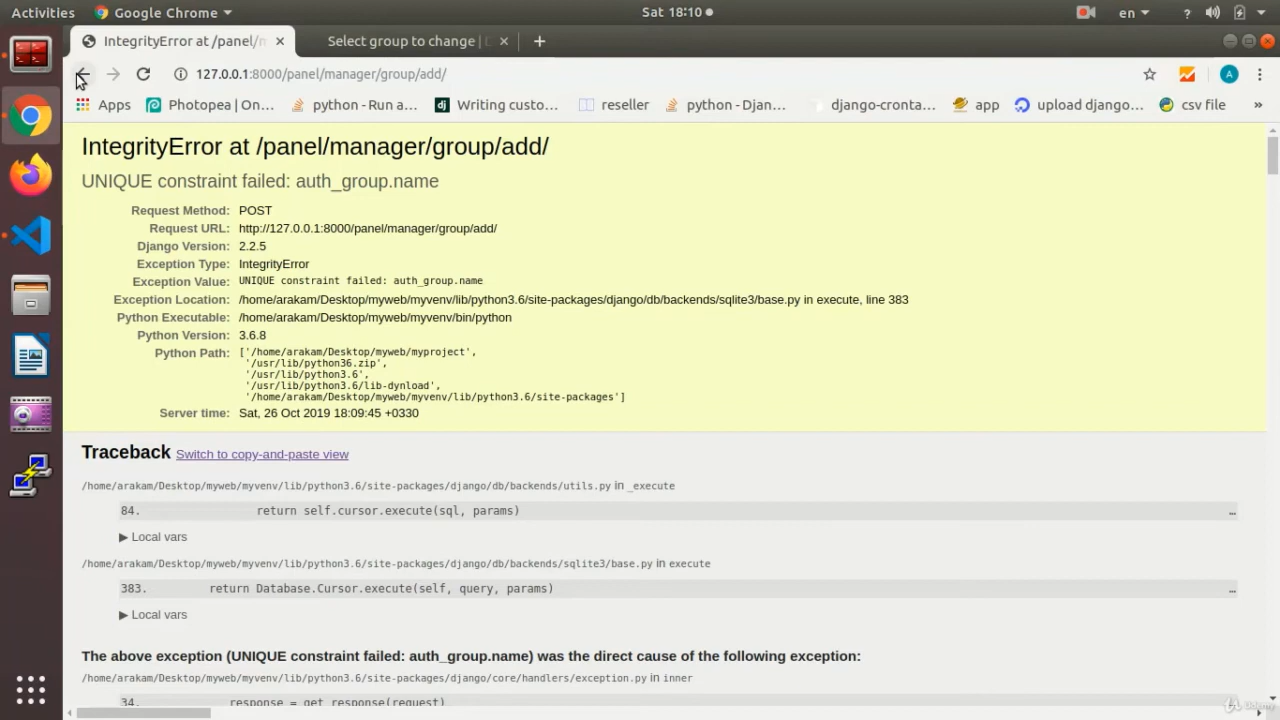 Activities Google Chrome Sat 18:10 en ?
IntegrityError at /panel/m Select group to change | D
127.0.0.1:8000/panel/manager/group/add/ A
Apps Photopea | On... python - Run a... dj Writing custo... reseller python - Djan... django-cronta... app upload django... csv file »
IntegrityError at /panel/manager/group/add/
UNIQUE constraint failed: auth_group.name
Request Method: POST
Request URL: http://127.0.0.1:8000/panel/manager/group/add/
Django Version: 2.2.5
Exception Type: IntegrityError
Exception Value: UNIQUE constraint failed: auth_group.name
Exception Location: /home/arakam/Desktop/myweb/myvenv/lib/python3.6/site-packages/django/db/backends/sqlite3/base.py in execute, line 383
Python Executable: /home/arakam/Desktop/myweb/myvenv/bin/python
Python Version: 3.6.8
Python Path: ['/home/arakam/Desktop/myweb/myproject',
'/usr/lib/python36.zip',
'/usr/lib/python3.6',
'/usr/lib/python3.6/lib-dynload',
'/home/arakam/Desktop/myweb/myvenv/lib/python3.6/site-packages']
Server time: Sat, 26 Oct 2019 18:09:45 +0330
Traceback Switch to copy-and-paste view
/home/arakam/Desktop/myweb/myvenv/lib/python3.6/site-packages/django/db/backends/utils.py in _execute
84. return self.cursor.execute(sql, params) …
▶ Local vars
/home/arakam/Desktop/myweb/myvenv/lib/python3.6/site-packages/django/db/backends/sqlite3/base.py in execute
383. return Database.Cursor.execute(self, query, params) …
▶ Local vars
The above exception (UNIQUE constraint failed: auth_group.name) was the direct cause of the following exception:
/home/arakam/Desktop/myweb/myvenv/lib/python3.6/site-packages/django/core/handlers/exception.py in inner
34. response = get_response(request)
Udemy